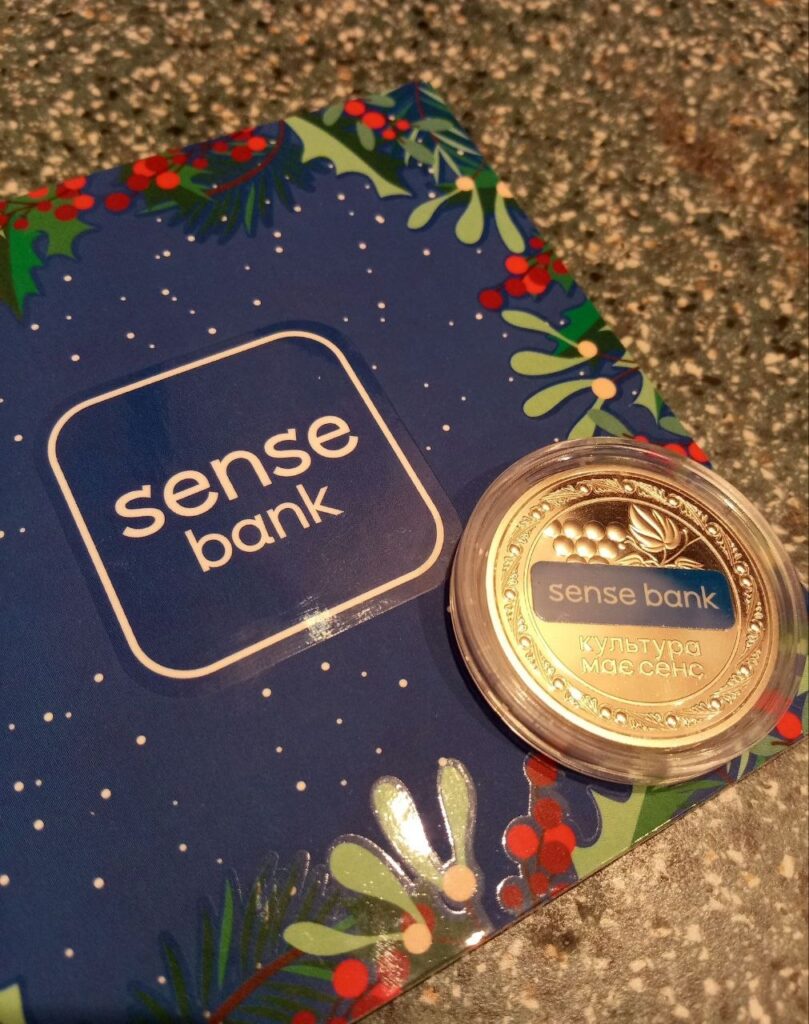 sense
bank
sense bank
культура
має сенс